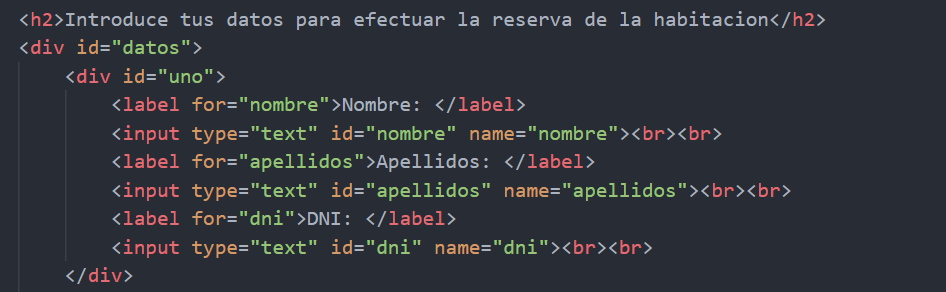 <h2>Introduce tus datos para efectuar la reserva de la habitacion</h2>
<div id="datos">
<div id="uno">
<label for="nombre">Nombre: </label>
<input type="text" id="nombre" name="nombre"><br><br>
<label for="apellidos">Apellidos: </label>
<input type="text" id="apellidos" name="apellidos"><br><br>
<label for="dni">DNI: </label>
<input type="text" id="dni" name="dni"><br><br>
</div>